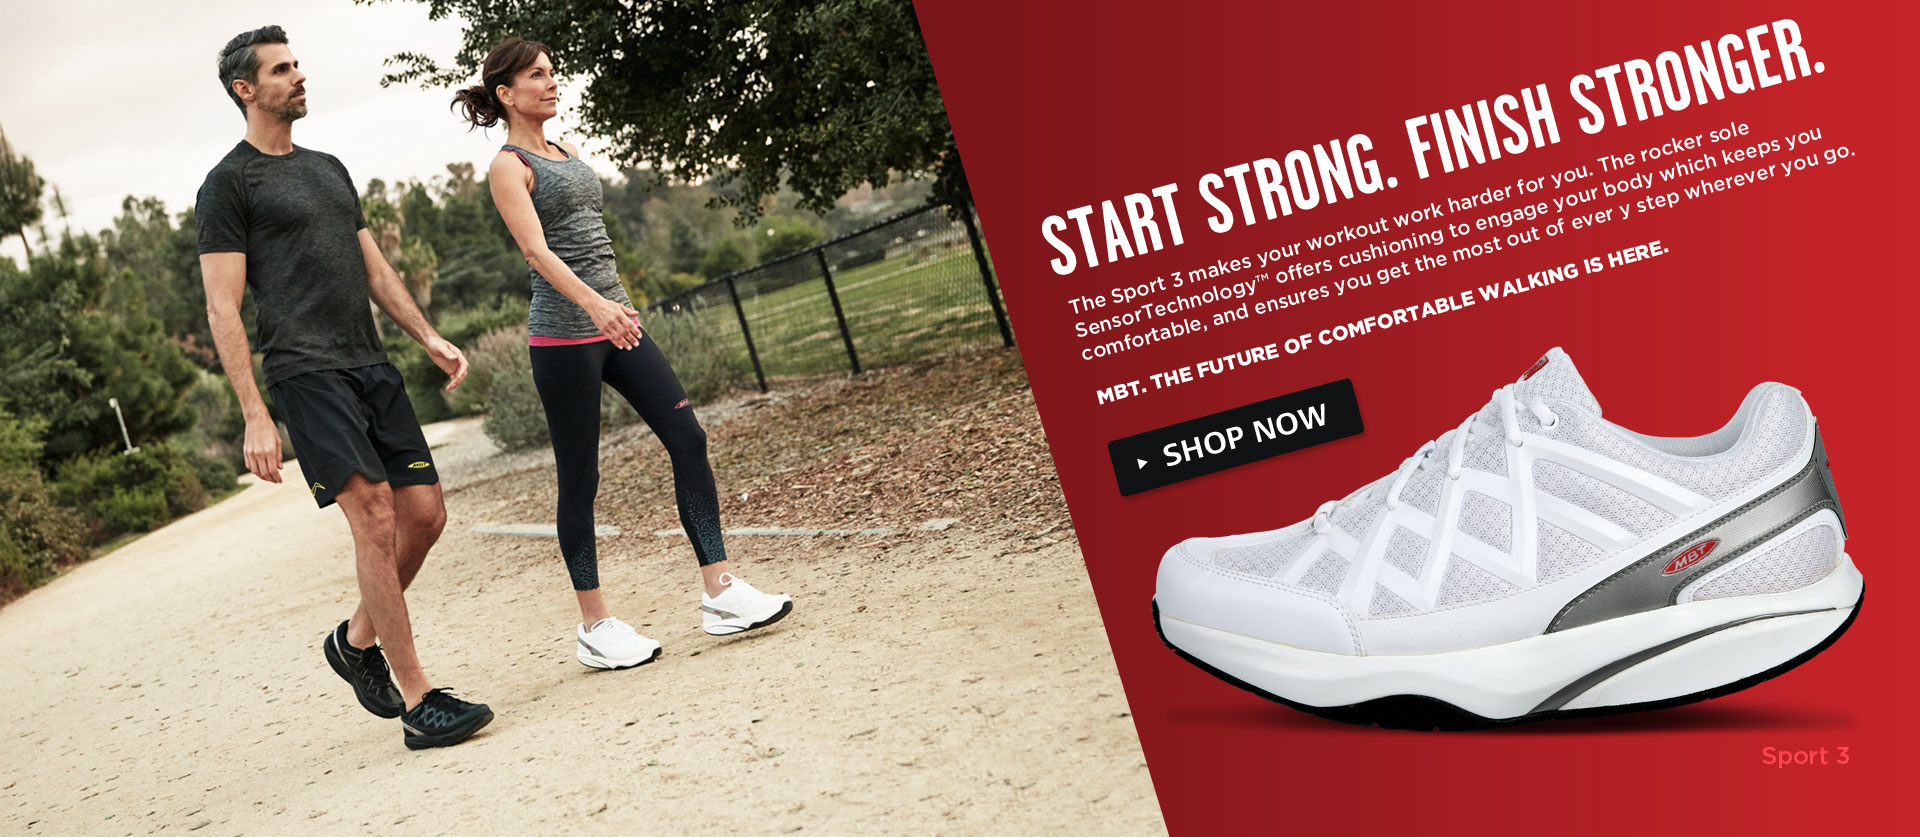 START STRONG. FINISH STRONGER.
The Sport 3 makes your workout work harder for you. The rocker sole
SensorTechnology™ offers cushioning to engage your body which keeps you
comfortable, and ensures you get the most out of ever y step wherever you go.
MBT. THE FUTURE OF COMFORTABLE WALKING IS HERE.
SHOP NOW
MBT
MBT
Sport 3